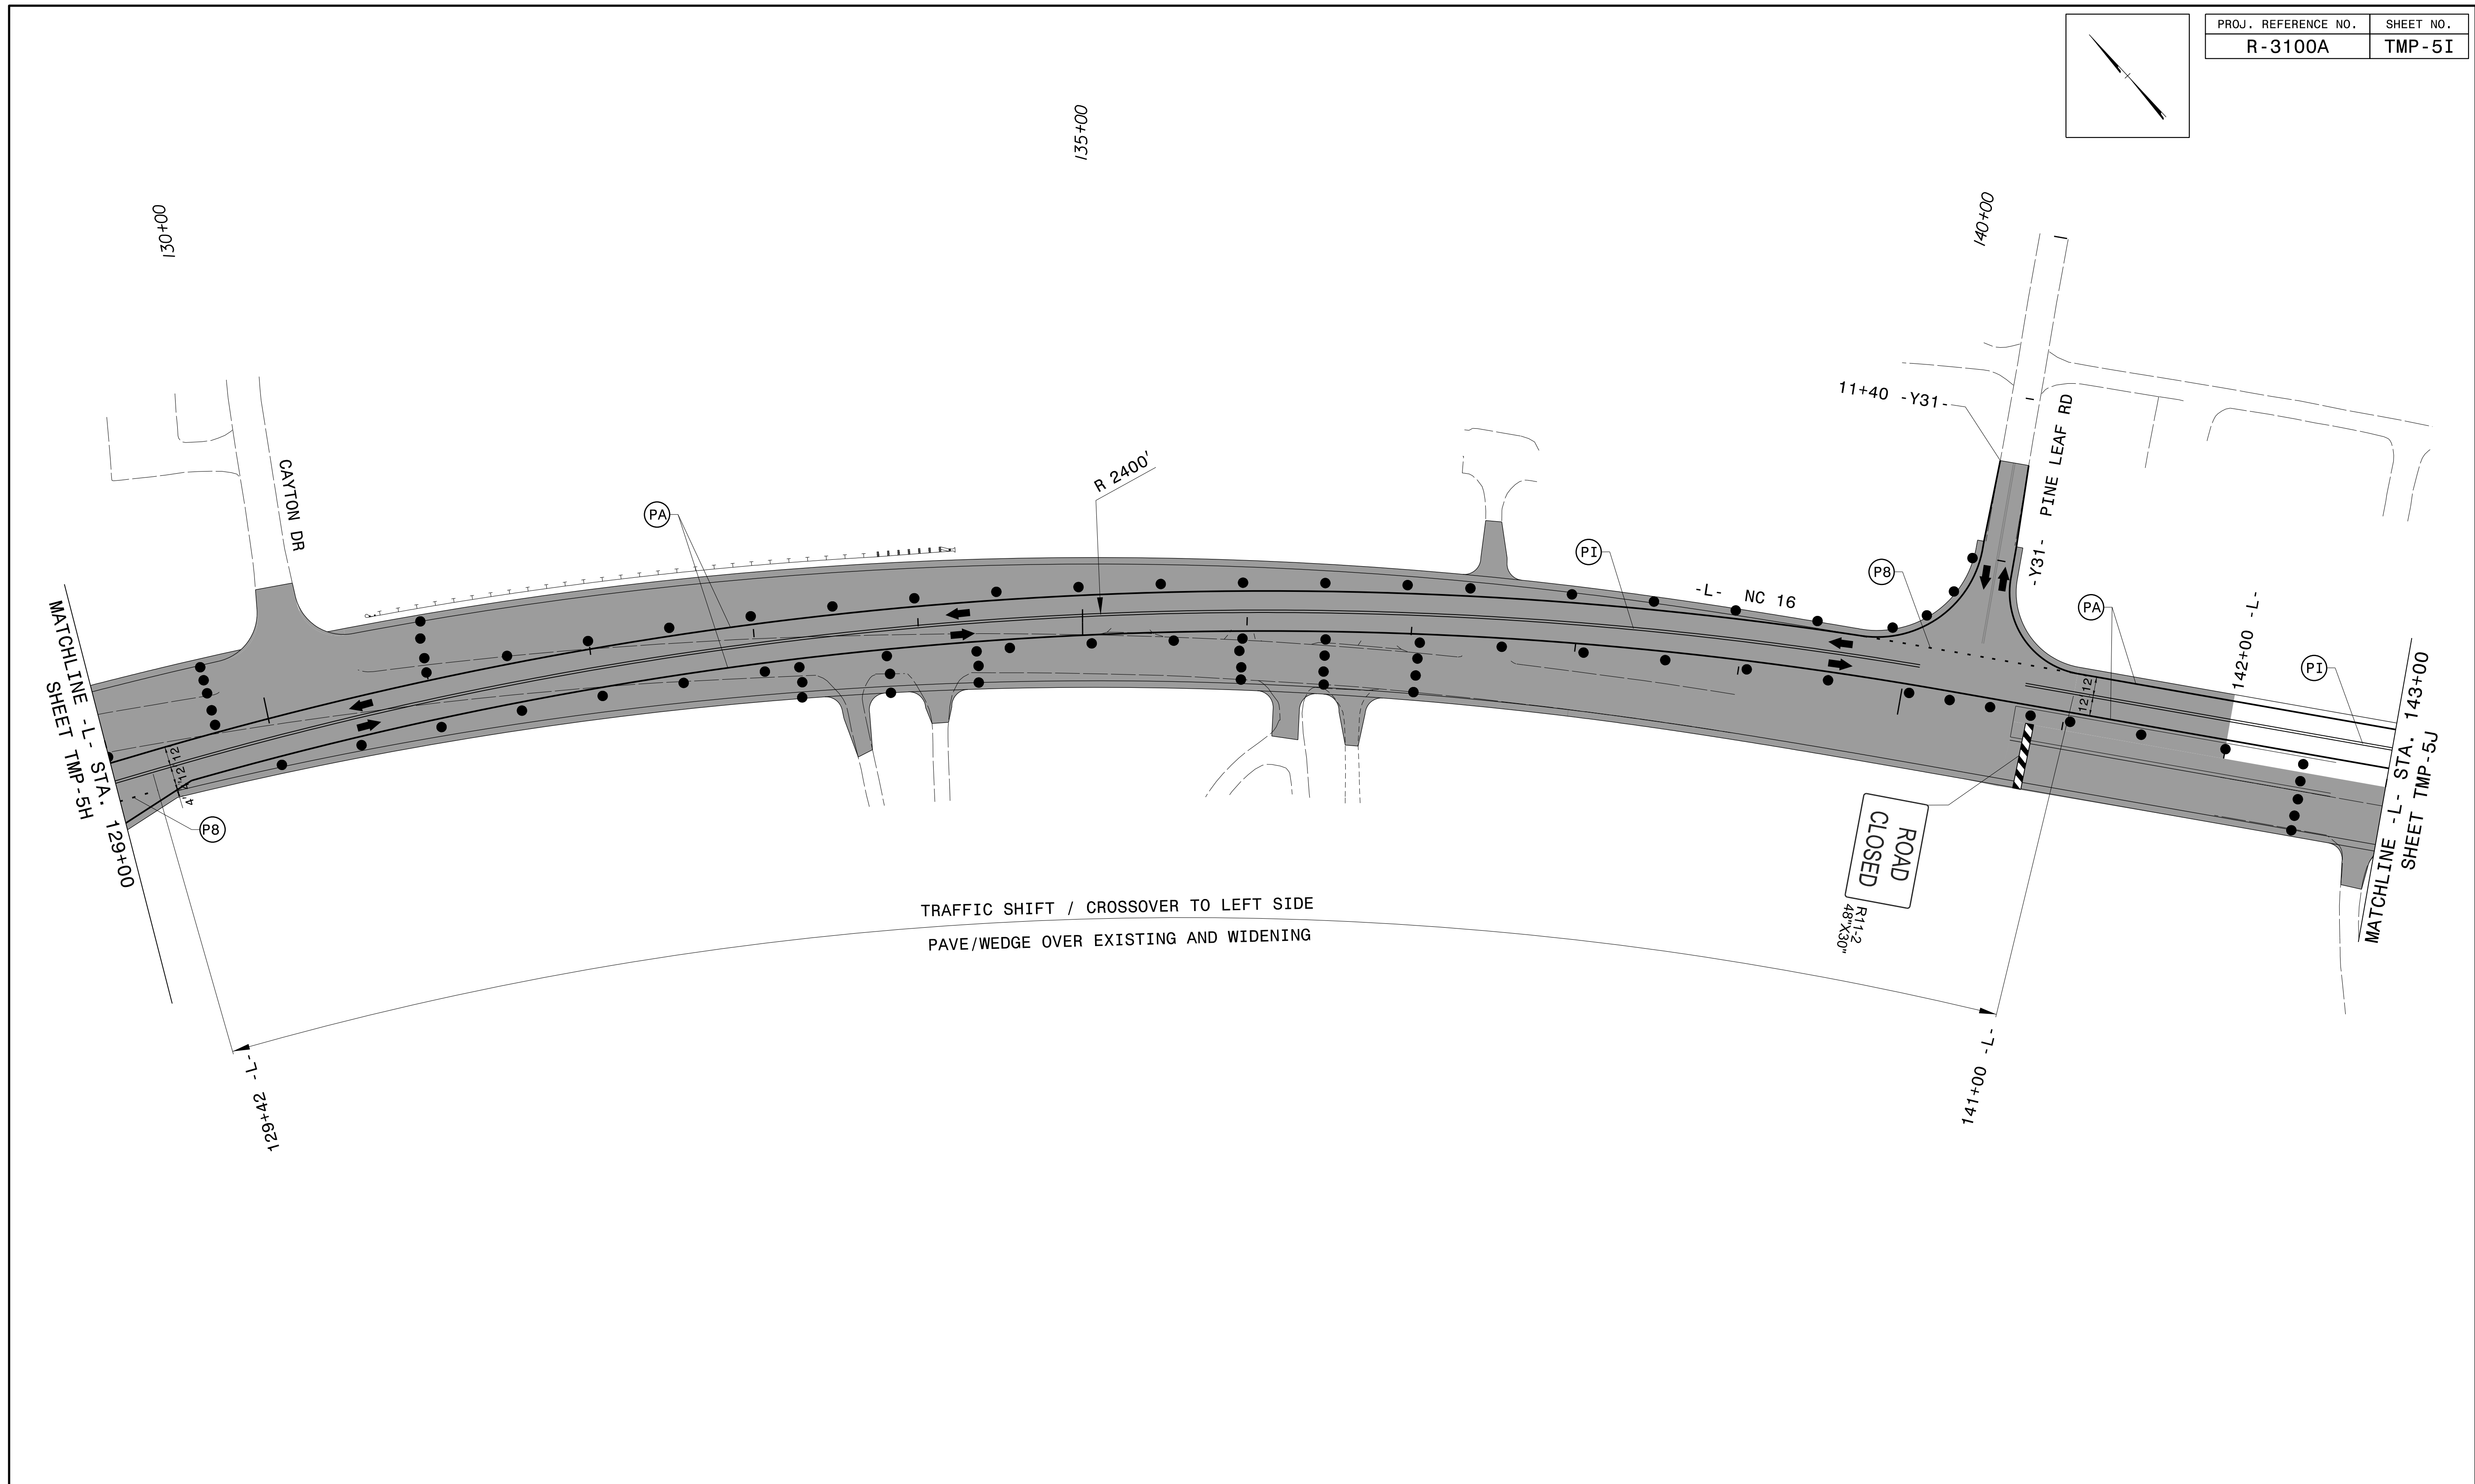 PROJ. REFERENCE NO.
SHEET NO.
R-3100A
TMP-5I
130+00
135+00
140+00
11+40 -Y31-
CAYTON DR
R 2400'
-Y31- PINE LEAF RD
PA
PI
P8
-L- NC 16
PA
142+00 -L-
PI
12
12
4'
4'
P8
12
12
MATCHLINE -L- STA. 129+00
SHEET TMP-5H
MATCHLINE -L- STA. 143+00
SHEET TMP-5J
ROAD
CLOSED
R11-2
48"X30"
TRAFFIC SHIFT / CROSSOVER TO LEFT SIDE
PAVE/WEDGE OVER EXISTING AND WIDENING
129+42 -L-
141+00 -L-